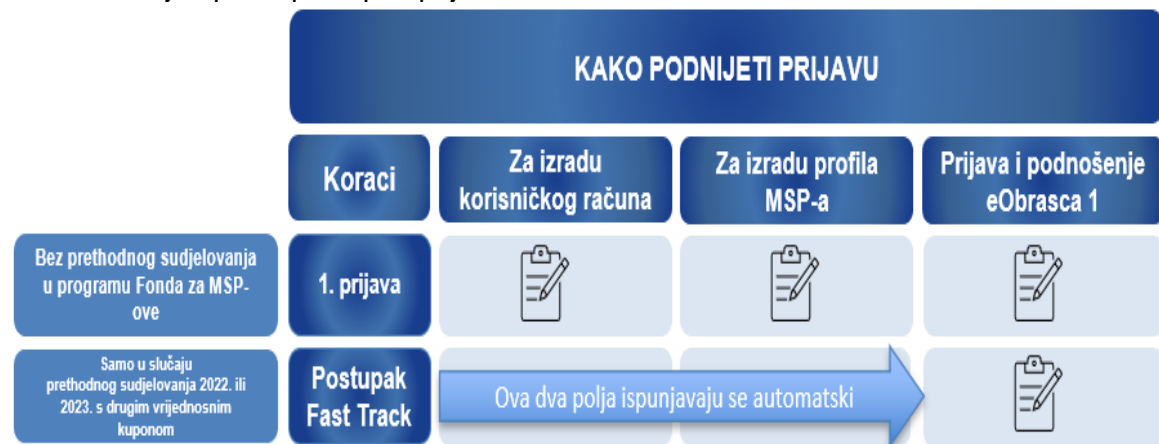 KAKO PODNIJETI PRIJAVU
Koraci
Za izradu
korisničkog računa
Za izradu profila
MSP-a
Prijava i podnošenje
eObrasca 1
Bez prethodnog sudjelovanja
u programu Fonda za MSP-
ove
1. prijava
Samo u slučaju
prethodnog sudjelovanja 2022. ili
2023. s drugim vrijednosnim
kuponom
Postupak
Fast Track
Ova dva polja ispunjavaju se automatski